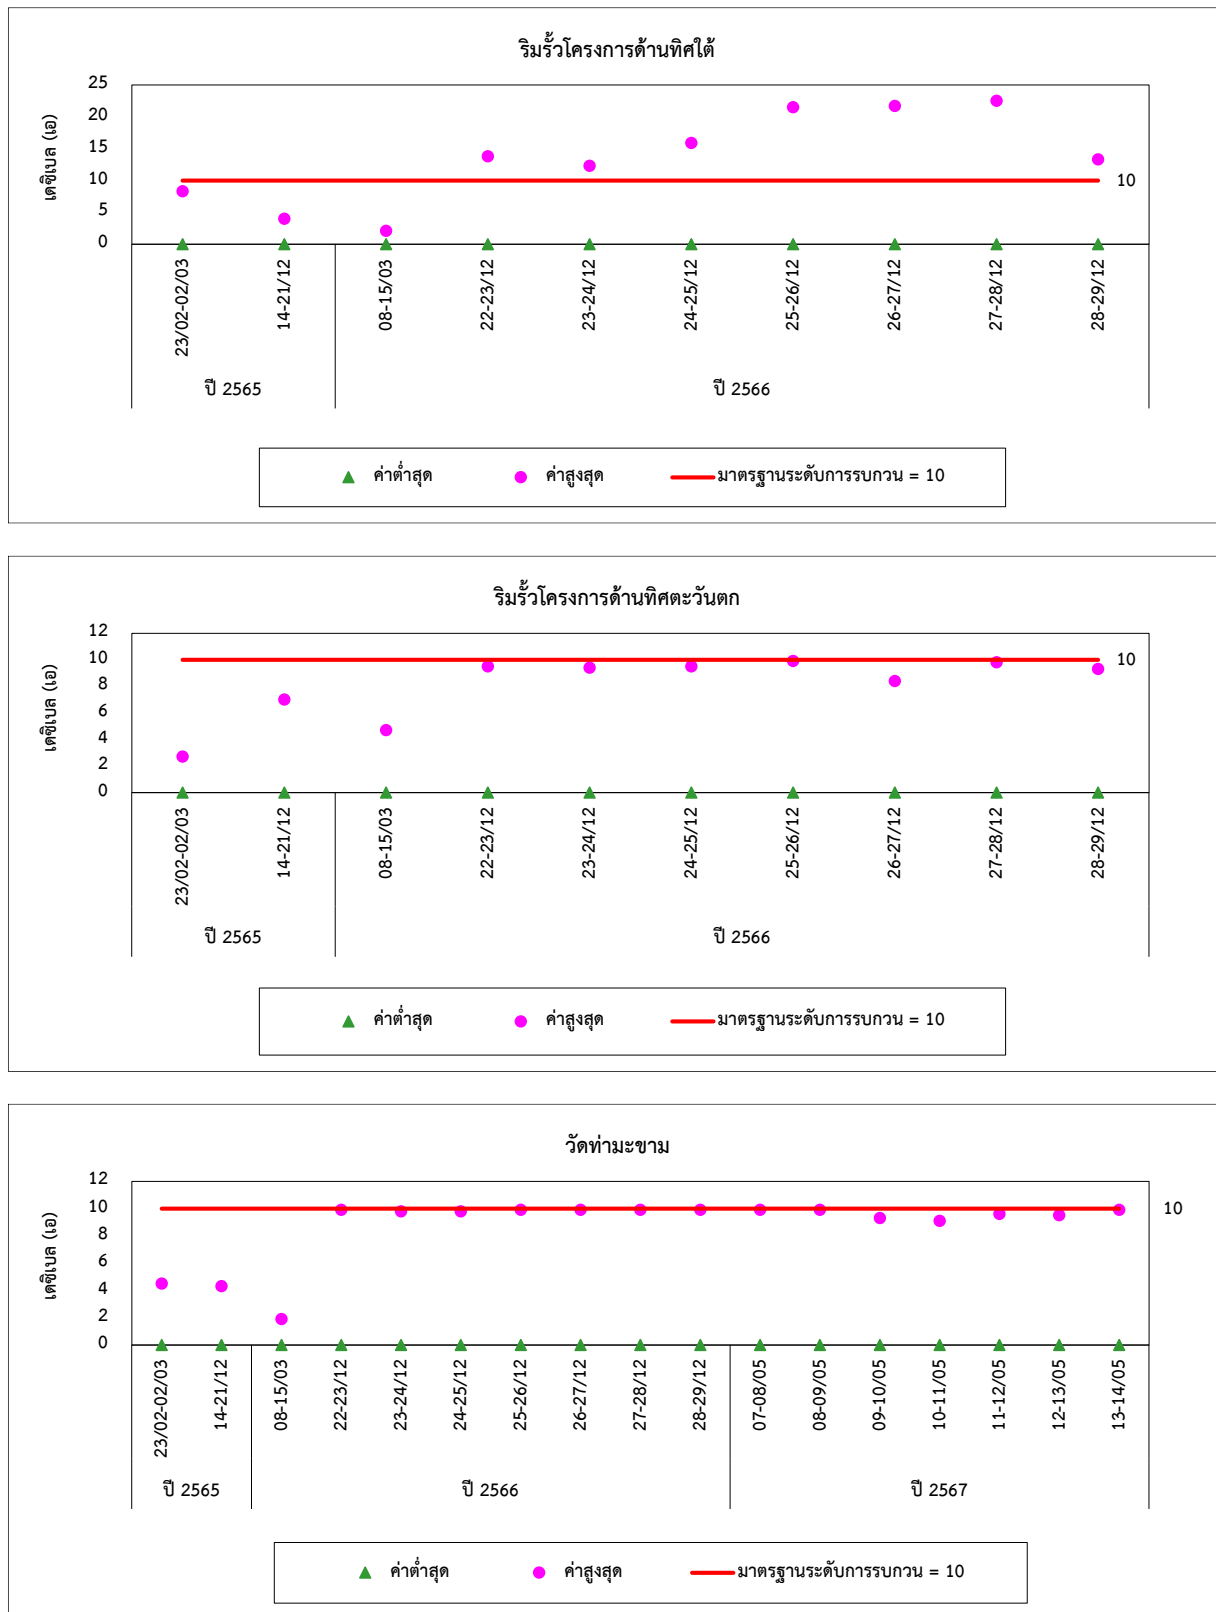 ริมรั้วโครงการด้านทิศใต้
เดซิเบล (เอ)
25
20
15
10
5
0
10
23/02-02/03
14-21/12
08-15/03
22-23/12
23-24/12
24-25/12
25-26/12
26-27/12
27-28/12
28-29/12
ปี 2565
ปี 2566
ค่าต่ำสุด
ค่าสูงสุด
มาตรฐานระดับการรบกวน = 10
ริมรั้วโครงการด้านทิศตะวันตก
เดซิเบล (เอ)
12
10
8
6
4
2
0
10
23/02-02/03
14-21/12
08-15/03
22-23/12
23-24/12
24-25/12
25-26/12
26-27/12
27-28/12
28-29/12
ปี 2565
ปี 2566
ค่าต่ำสุด
ค่าสูงสุด
มาตรฐานระดับการรบกวน = 10
วัดท่ามะขาม
เดซิเบล (เอ)
12
10
8
6
4
2
0
10
23/02-02/03
14-21/12
08-15/03
22-23/12
23-24/12
24-25/12
25-26/12
26-27/12
27-28/12
28-29/12
07-08/05
08-09/05
09-10/05
10-11/05
11-12/05
12-13/05
13-14/05
ปี 2565
ปี 2566
ปี 2567
ค่าต่ำสุด
ค่าสูงสุด
มาตรฐานระดับการรบกวน = 10